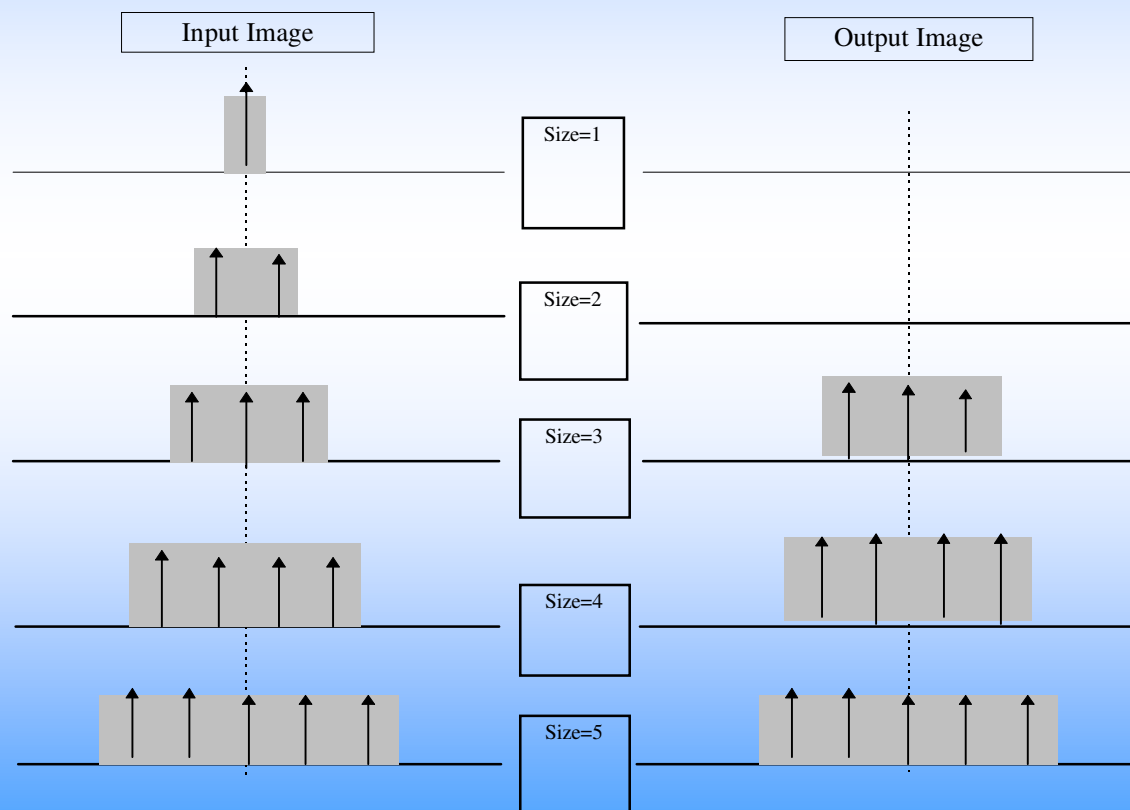 Input Image
Output Image
Size=1
Size=2
Size=3
Size=4
Size=5